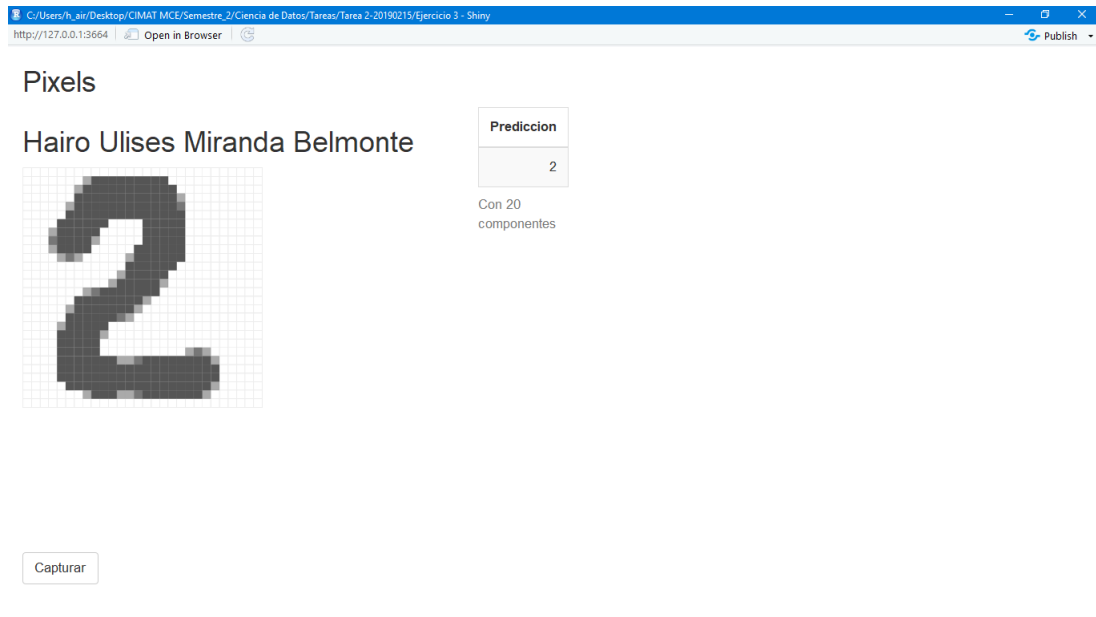 C:/Users/h_air/Desktop/CIMAT MCE/Semestre_2/Ciencia de Datos/Tareas/Tarea 2-20190215/Ejercicio 3 - Shiny
http://127.0.0.1:3664 Open in Browser Publish
Pixels
Hairo Ulises Miranda Belmonte
2
Prediccion
2
Con 20
componentes
Capturar